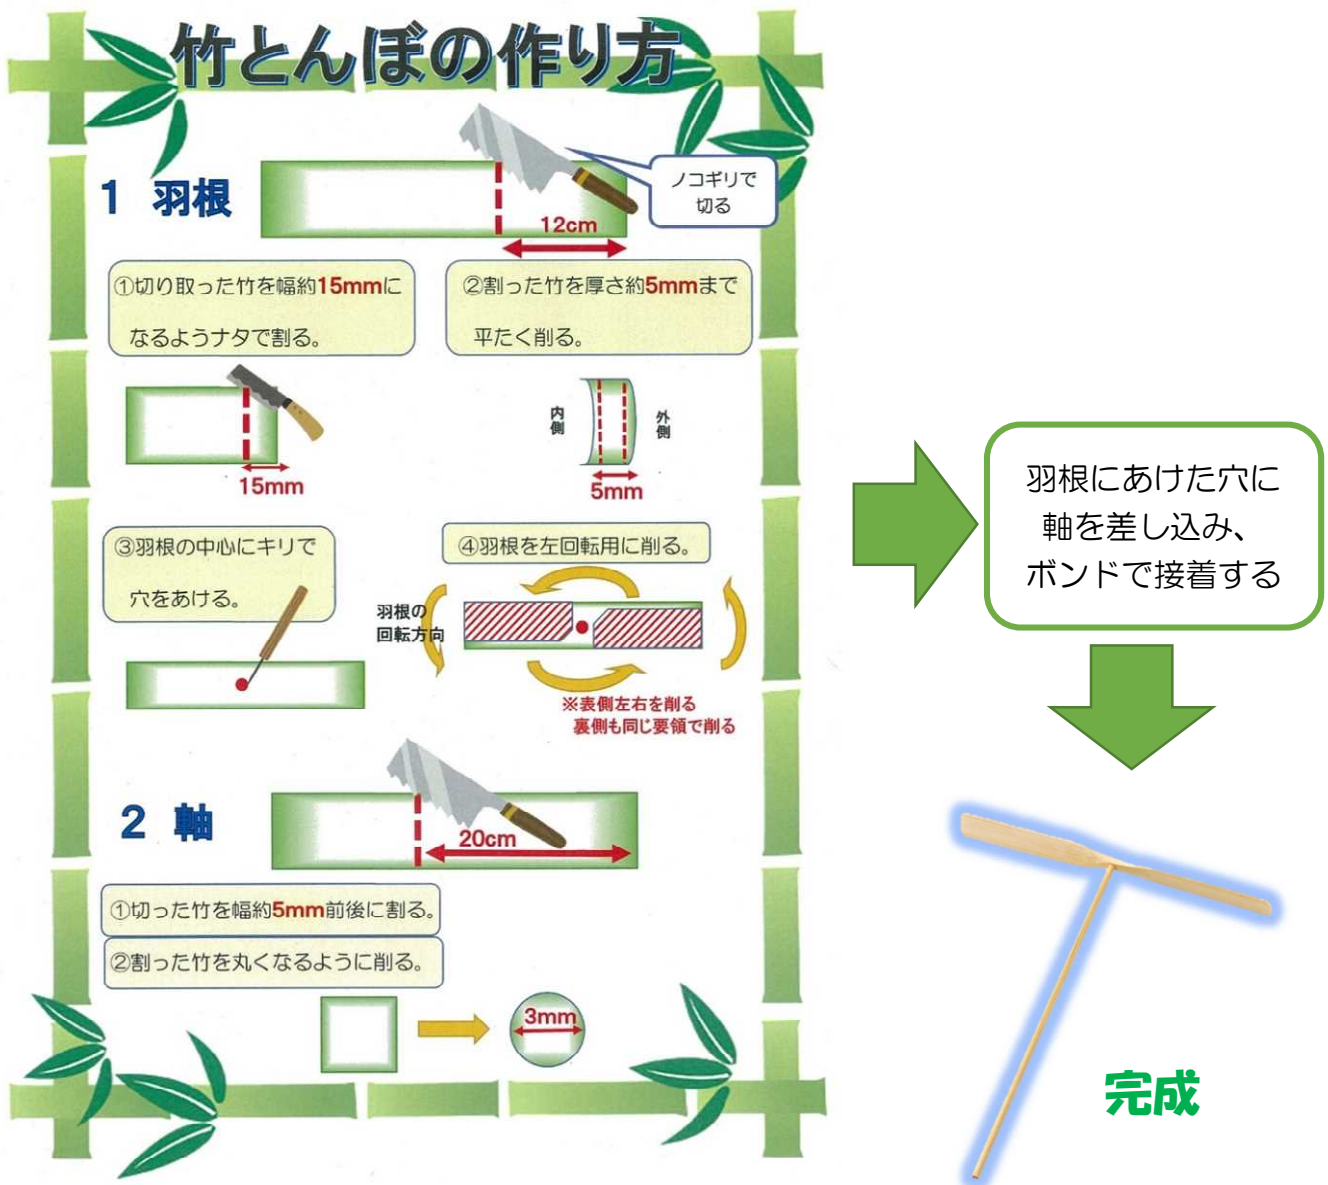 竹とんぼの作り方
1 羽根
ノコギリで
切る
12cm
①切り取った竹を幅約15mmに
なるようナタで割る。
②割った竹を厚さ約5mmまで
平たく削る。
15mm
内側
外側
5mm
③羽根の中心にキリで
穴をあける。
④羽根を左回転用に削る。
羽根の
回転方向
※表側左右を削る
裏側も同じ要領で削る
2 軸
20cm
①切った竹を幅約5mm前後に割る。
②割った竹を丸くなるように削る。
3mm
羽根にあけた穴に
軸を差し込み、
ボンドで接着する
完成